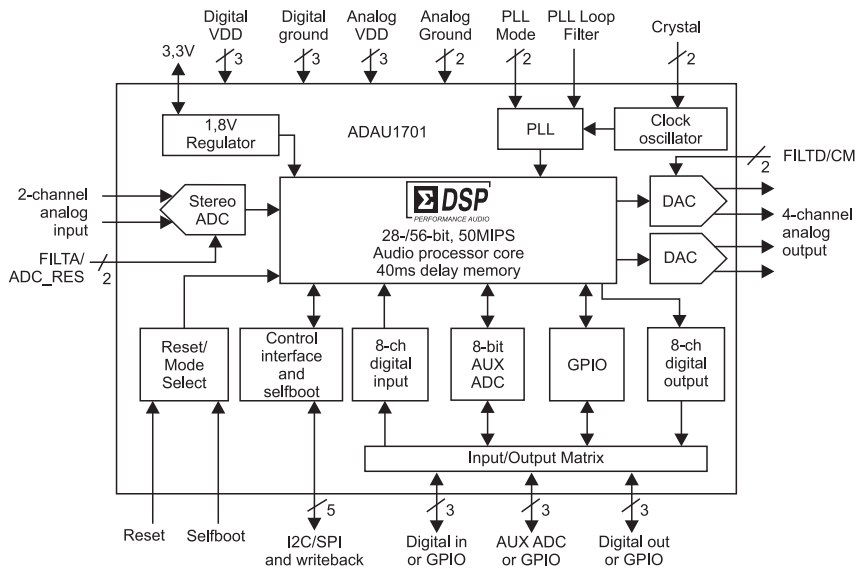 Digital
VDD
Digital
ground
Analog
VDD
Analog
Ground
PLL
Mode
PLL Loop
Filter
Crystal
3,3V
3
3
3
2
2
2
1,8V
Regulator
ADAU1701
PLL
Clock
oscillator
FILTD/CM
2
2-channel
analog
input
Stereo
ADC
FILTA/
ADC_RES
2
Σ DSP
PERFORMANCE AUDIO
28-/56-bit, 50MIPS
Audio processor core
40ms delay memory
DAC
DAC
4-channel
analog
output
Reset/
Mode
Select
Control
interface
and
selfboot
8-ch
digital
input
8-bit
AUX
ADC
GPIO
8-ch
digital
output
Input/Output Matrix
5
3
3
3
Reset
Selfboot
I2C/SPI
and writeback
Digital in
or GPIO
AUX ADC
or GPIO
Digital out
or GPIO